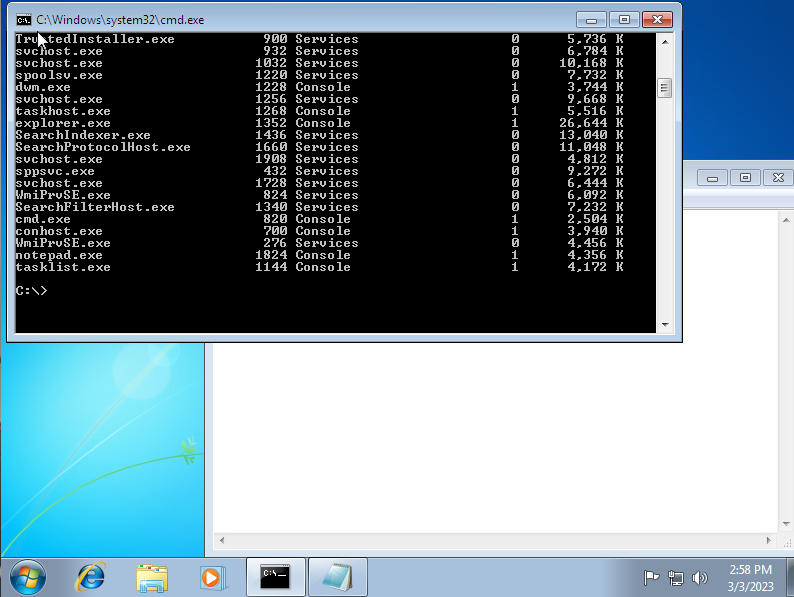 C:\Windows\system32\cmd.exe
TrustedInstaller.exe 900 Services 0 5,736 K
svchost.exe 932 Services 0 6,784 K
svchost.exe 1032 Services 0 10,168 K
spoolsv.exe 1220 Services 0 7,732 K
dwm.exe 1228 Console 1 3,744 K
svchost.exe 1256 Services 0 9,668 K
taskhost.exe 1268 Console 1 5,516 K
explorer.exe 1352 Console 1 26,644 K
SearchIndexer.exe 1436 Services 0 13,040 K
SearchProtocolHost.exe 1660 Services 0 11,048 K
svchost.exe 1908 Services 0 4,812 K
sppsvc.exe 432 Services 0 9,272 K
svchost.exe 1728 Services 0 6,444 K
WmiPrvSE.exe 824 Services 0 6,092 K
SearchFilterHost.exe 1340 Services 0 7,232 K
cmd.exe 820 Console 1 2,504 K
conhost.exe 700 Console 1 3,940 K
WmiPrvSE.exe 276 Services 0 4,456 K
notepad.exe 1824 Console 1 4,356 K
tasklist.exe 1144 Console 1 4,172 K
C:\>
2:58 PM
3/3/2023